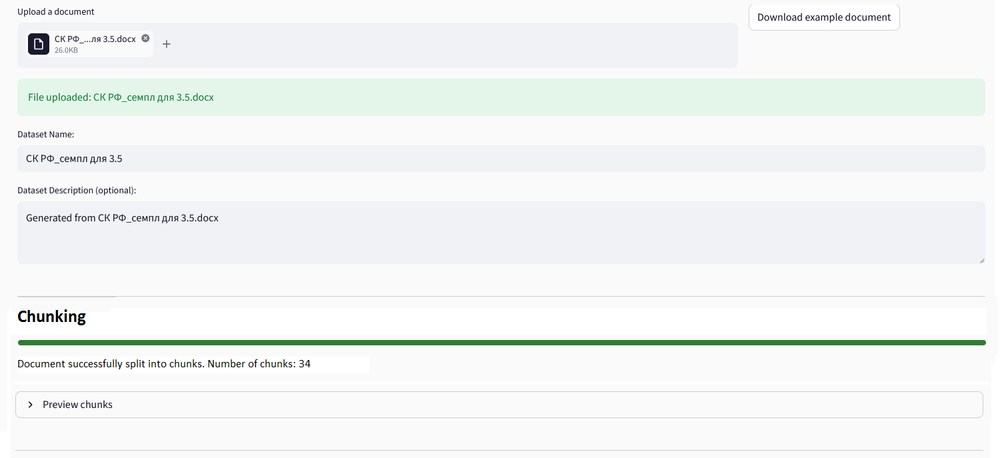 Upload a document
Download example document
СК РФ_...ля 3.5.docx
26.0KB
File uploaded: СК РФ_семпл для 3.5.docx
Dataset Name:
СК РФ_семпл для 3.5
Dataset Description (optional):
Generated from СК РФ_семпл для 3.5.docx
Chunking
Document successfully split into chunks. Number of chunks: 34
Preview chunks